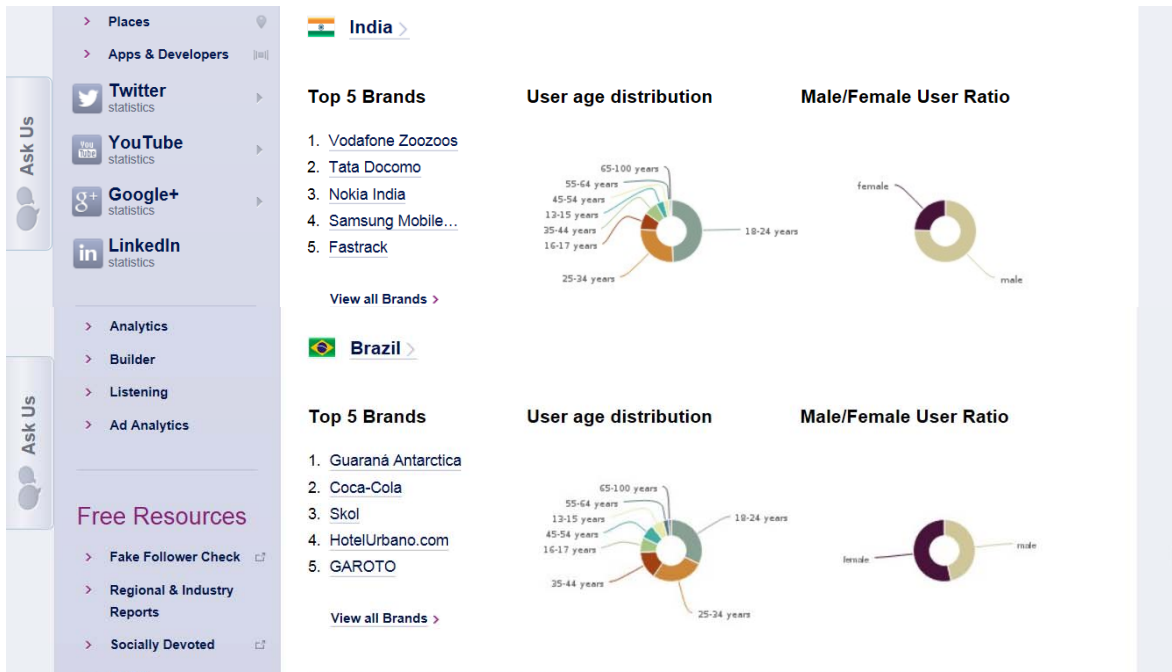 Places
Apps & Developers
Twitter
statistics
YouTube
statistics
Google+
statistics
LinkedIn
statistics
Analytics
Builder
Listening
Ad Analytics
Free Resources
Fake Follower Check
Regional & Industry
Reports
Socially Devoted
Ask Us
Ask Us
India
Top 5 Brands
1. Vodafone Zoozoos
2. Tata Docomo
3. Nokia India
4. Samsung Mobile...
5. Fastrack
View all Brands
User age distribution
65-100 years
55-64 years
45-54 years
13-15 years
35-44 years
16-17 years
25-34 years
18-24 years
Male/Female User Ratio
female
male
Brazil
Top 5 Brands
1. Guaraná Antarctica
2. Coca-Cola
3. Skol
4. HotelUrbano.com
5. GAROTO
View all Brands
User age distribution
65-100 years
55-64 years
13-15 years
45-54 years
16-17 years
35-44 years
18-24 years
25-34 years
Male/Female User Ratio
female
male